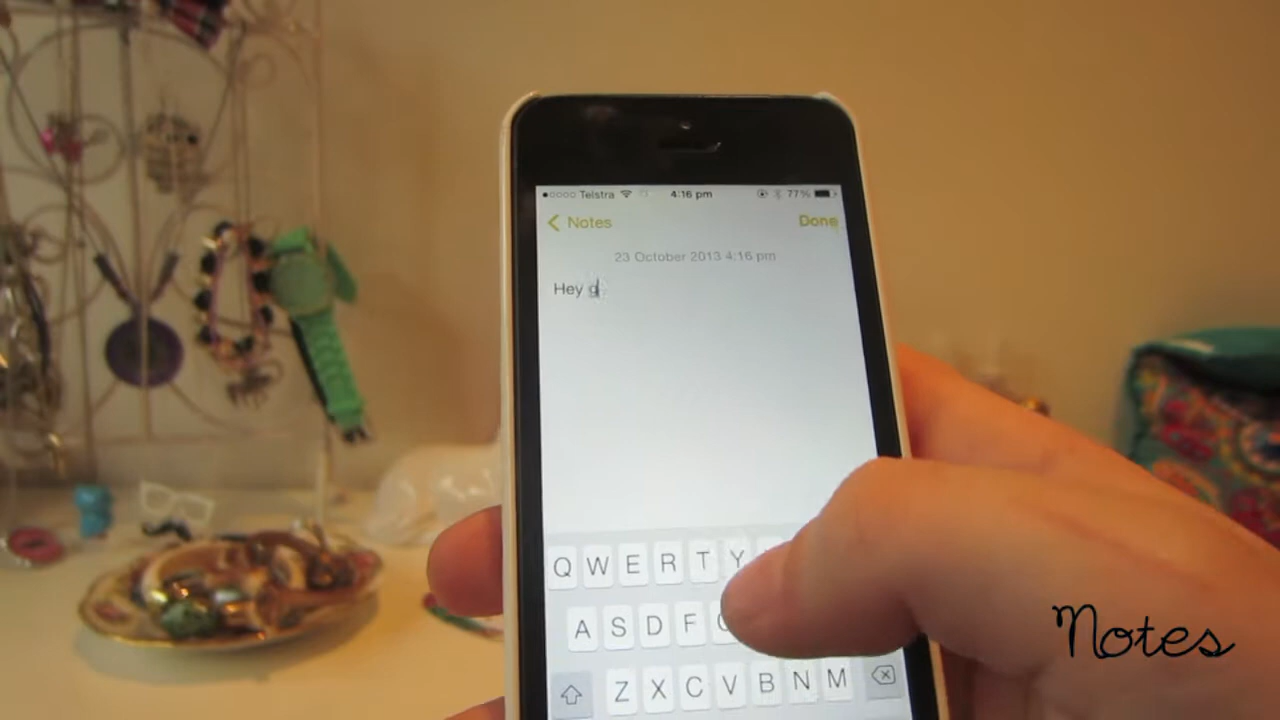 Telstra 4:16 pm 77%
Notes Done
23 October 2013 4:16 pm
Hey g
Q W E R T Y
A S D F
Z X C V B N M
Notes